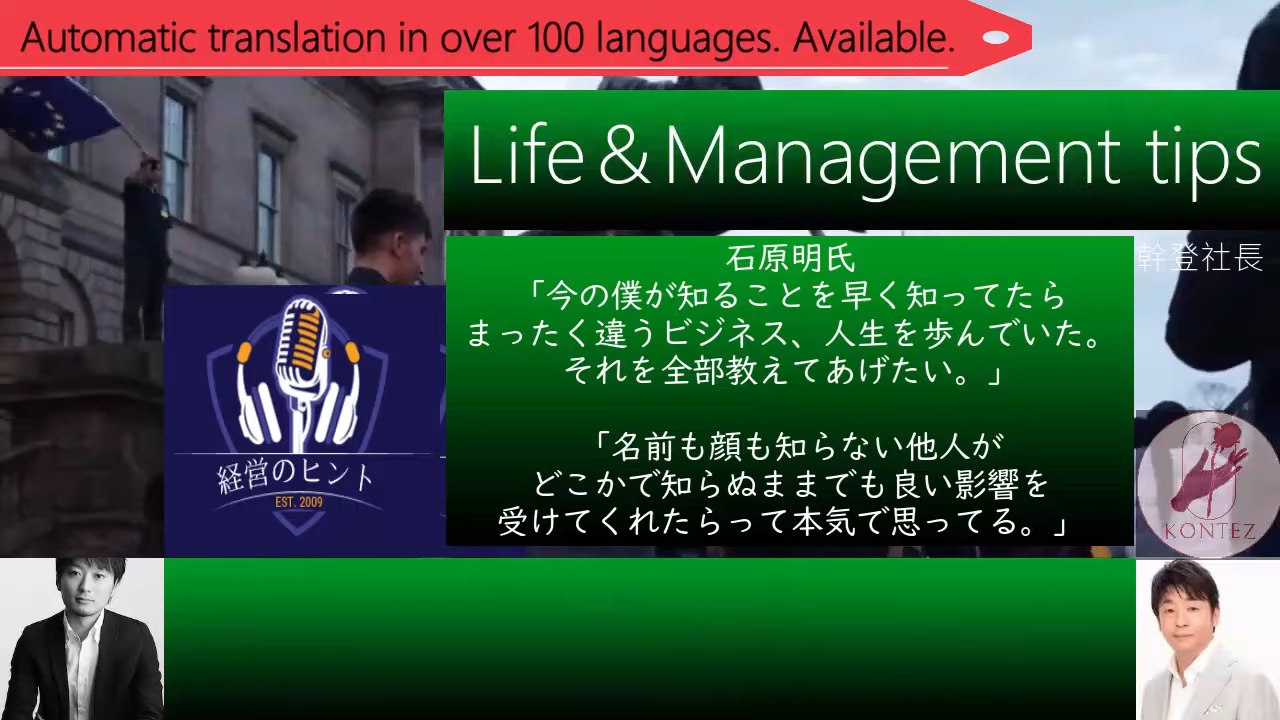 Automatic translation in over 100 languages. Available.
Life&Management tips
石原明氏
「今の僕が知ることを早く知ってたら
まったく違うビジネス、人生を歩んでいた。
それを全部教えてあげたい。」
「名前も顔も知らない他人が
どこかで知らぬままでも良い影響を
受けてくれたらって本気で思ってる。」
幹登社長
経営のヒント
EST. 2009
KONTEZ